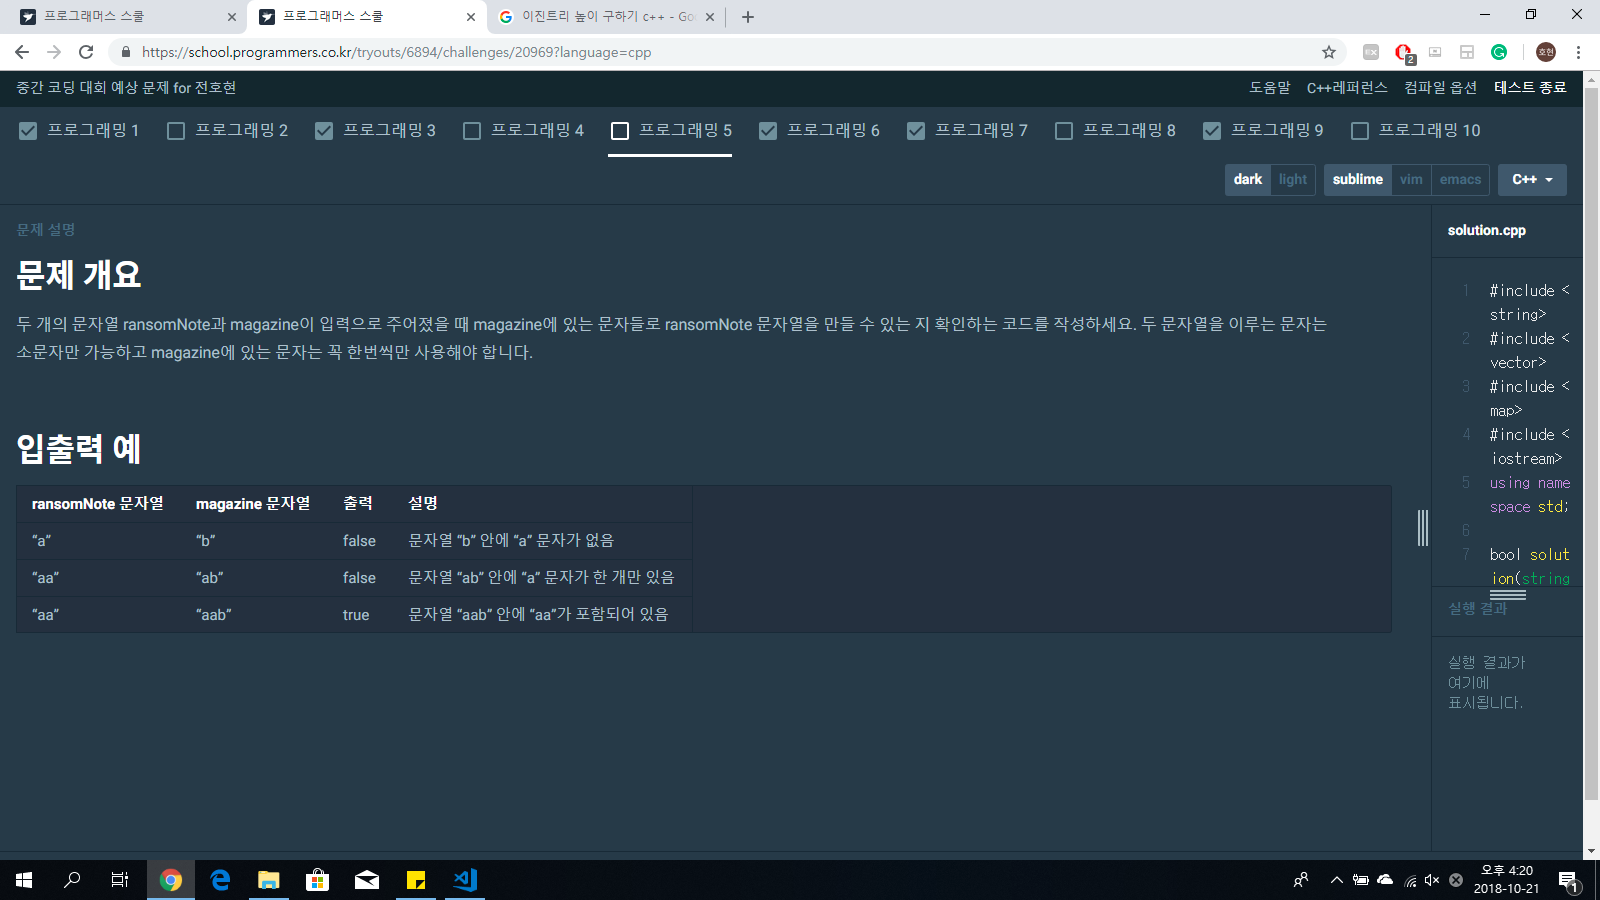 프로그래머스 스쿨
프로그래머스 스쿨
이진트리 높이 구하기 c++ - Go
https://school.programmers.co.kr/tryouts/6894/challenges/20969?language=cpp
EX
2
호현
중간 코딩 대회 예상 문제 for 전호현
도움말 C++레퍼런스 컴파일 옵션 테스트 종료
프로그래밍 1 프로그래밍 2 프로그래밍 3 프로그래밍 4 프로그래밍 5 프로그래밍 6 프로그래밍 7 프로그래밍 8 프로그래밍 9 프로그래밍 10
dark light sublime vim emacs C++
문제 설명
문제 개요
두 개의 문자열 ransomNote과 magazine이 입력으로 주어졌을 때 magazine에 있는 문자들로 ransomNote 문자열을 만들 수 있는 지 확인하는 코드를 작성하세요. 두 문자열을 이루는 문자는
소문자만 가능하고 magazine에 있는 문자는 꼭 한번씩만 사용해야 합니다.
입출력 예
ransomNote 문자열 magazine 문자열 출력 설명
“a” “b” false 문자열 “b” 안에 “a” 문자가 없음
“aa” “ab” false 문자열 “ab” 안에 “a” 문자가 한 개만 있음
“aa” “aab” true 문자열 “aab” 안에 “aa”가 포함되어 있음
solution.cpp
1 #include <
string>
2 #include <
vector>
3 #include <
map>
4 #include <
iostream>
5 using name
space std;
6
7 bool solut
ion(string
실행 결과
실행 결과가
여기에
표시됩니다.
오후 4:20
2018-10-21
1